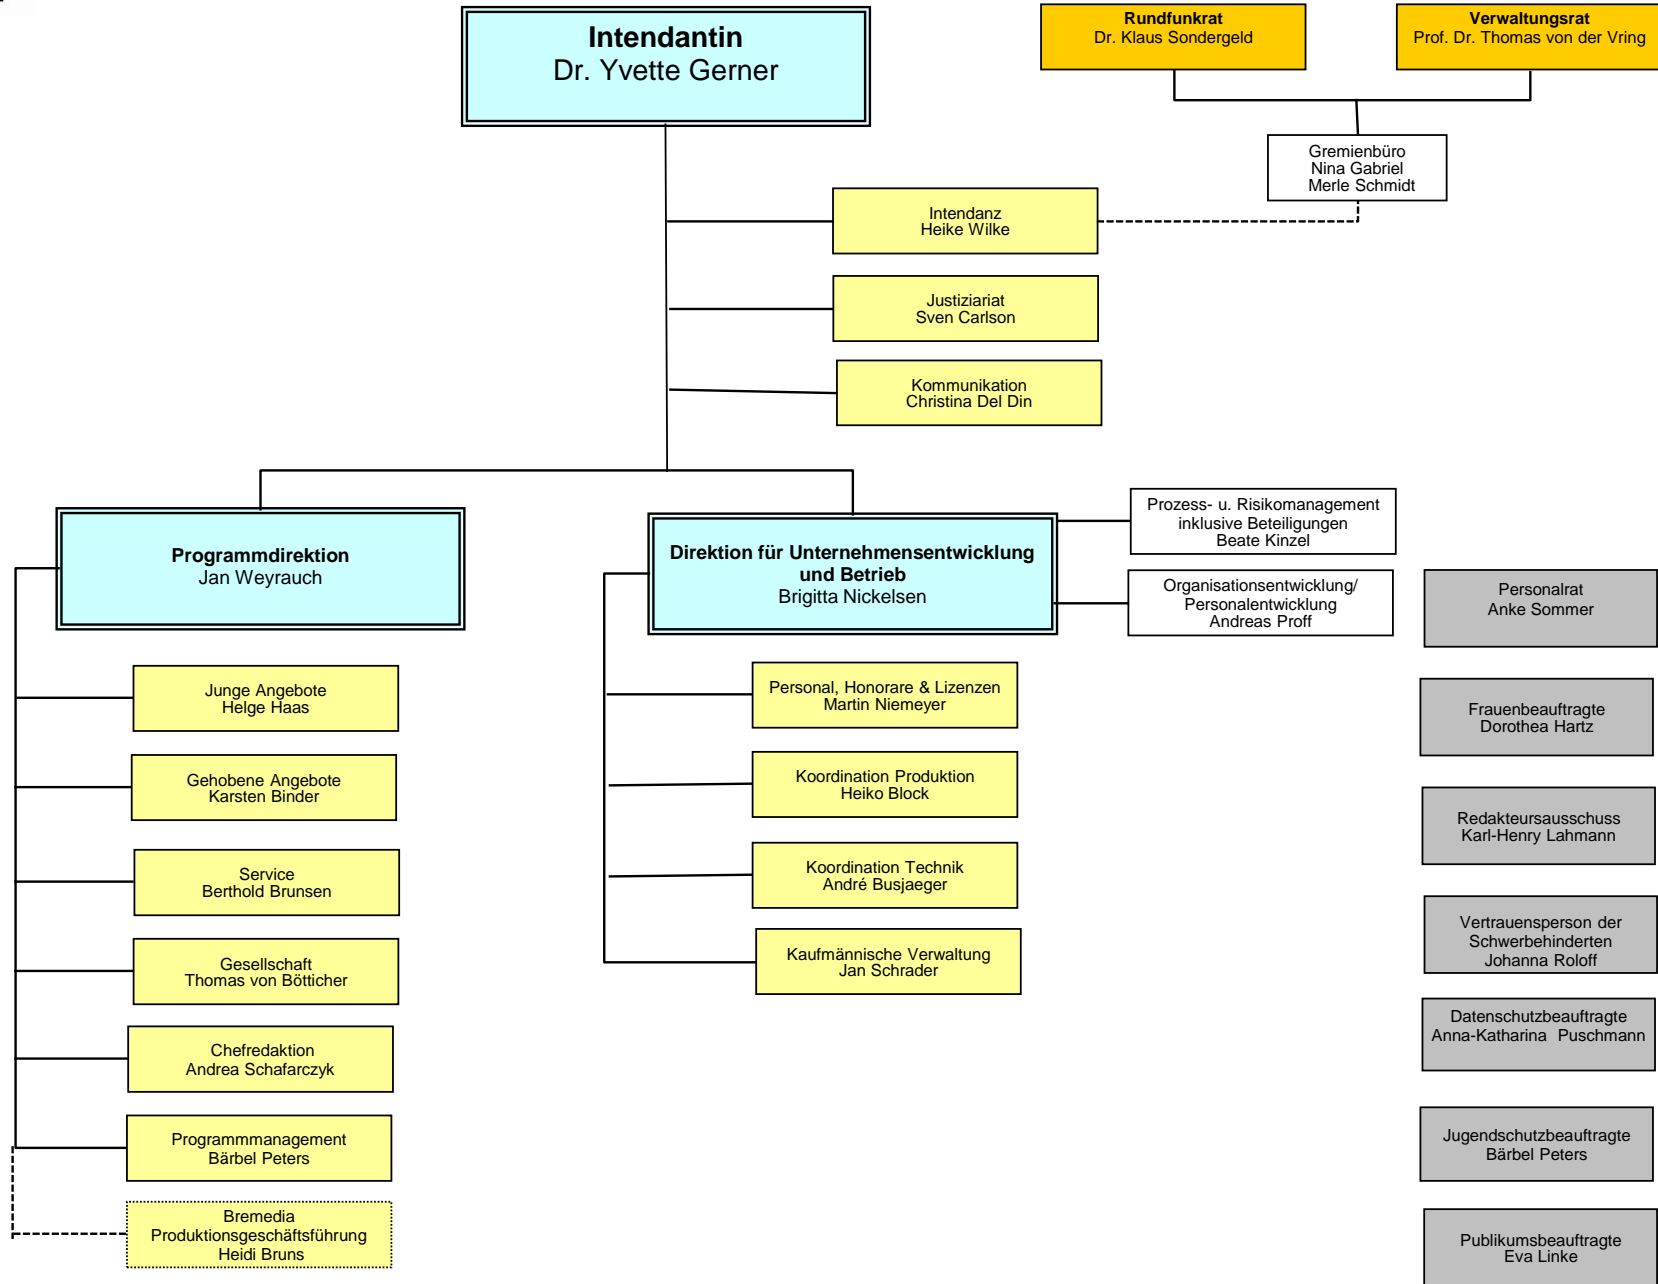 Intendantin
Dr. Yvette Gerner
Rundfunkrat
Dr. Klaus Sondergeld
Verwaltungsrat
Prof. Dr. Thomas von der Vring
Gremienbüro
Nina Gabriel
Merle Schmidt
Intendanz
Heike Wilke
Justiziariat
Sven Carlson
Kommunikation
Christina Del Din
Programmdirektion
Jan Weyrauch
Direktion für Unternehmensentwicklung
und Betrieb
Brigitta Nickelsen
Prozess- u. Risikomanagement
inklusive Beteiligungen
Beate Kinzel
Organisationsentwicklung/
Personalentwicklung
Andreas Proff
Junge Angebote
Helge Haas
Gehobene Angebote
Karsten Binder
Service
Berthold Brunsen
Gesellschaft
Thomas von Bötticher
Chefredaktion
Andrea Schafarczyk
Programmmanagement
Bärbel Peters
Bremedia
Produktionsgeschäftsführung
Heidi Bruns
Personal, Honorare & Lizenzen
Martin Niemeyer
Koordination Produktion
Heiko Block
Koordination Technik
André Busjaeger
Kaufmännische Verwaltung
Jan Schrader
Personalrat
Anke Sommer
Frauenbeauftragte
Dorothea Hartz
Redakteursausschuss
Karl-Henry Lahmann
Vertrauensperson der
Schwerbehinderten
Johanna Roloff
Datenschutzbeauftragte
Anna-Katharina Puschmann
Jugendschutzbeauftragte
Bärbel Peters
Publikumsbeauftragte
Eva Linke